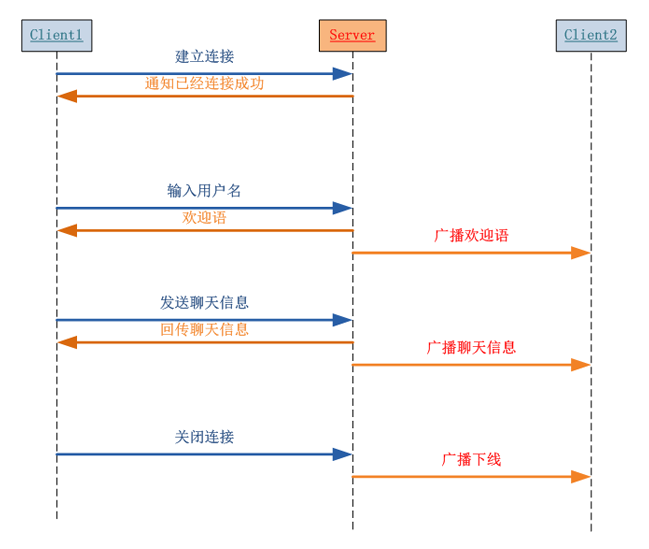 Client1
Server
Client2
建立连接
通知已经连接成功
输入用户名
欢迎语
广播欢迎语
发送聊天信息
回传聊天信息
广播聊天信息
关闭连接
广播下线